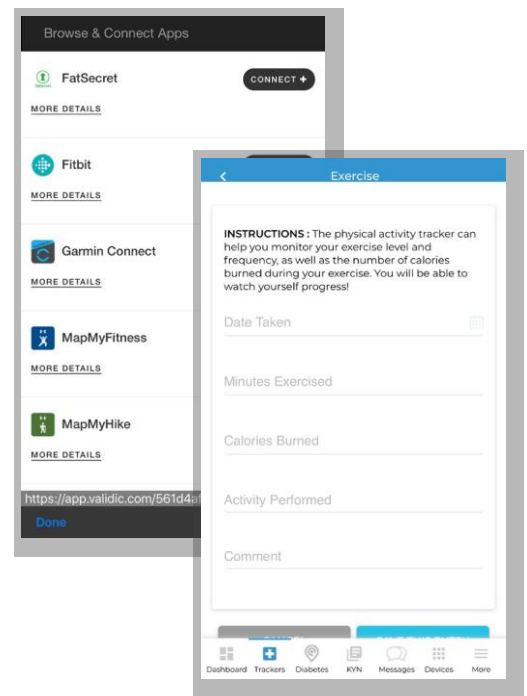 Browse & Connect Apps
FatSecret
CONNECT +
MORE DETAILS
Fitbit
MORE DETAILS
Garmin Connect
MORE DETAILS
MapMyFitness
MORE DETAILS
MapMyHike
MORE DETAILS
https://app.validic.com/561d4a
Done
Exercise
INSTRUCTIONS : The physical activity tracker can
help you monitor your exercise level and
frequency, as well as the number of calories
burned during your exercise. You will be able to
watch yourself progress!
Date Taken
Minutes Exercised
Calories Burned
Activity Performed
Comment
Dashboard Trackers Diabetes KYN Messages Devices More